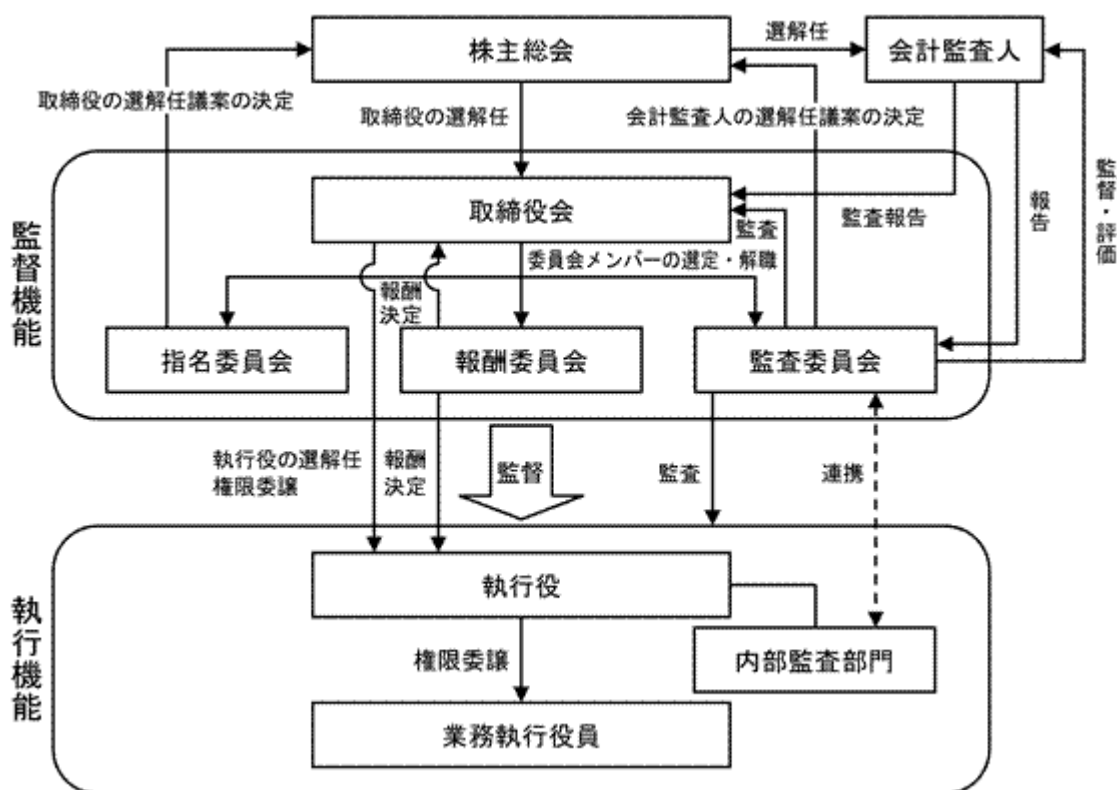 株主総会
選解任
会計監査人
取締役の選解任議案の決定
取締役の選解任
会計監査人の選解任議案の決定
監督機能
取締役会
監査
監査報告
報告
監督・評価
委員会メンバーの選定・解職
報酬
決定
指名委員会
報酬委員会
監査委員会
執行役の選解任
権限委譲
報酬
決定
監督
監査
連携
執行機能
執行役
内部監査部門
権限委譲
業務執行役員